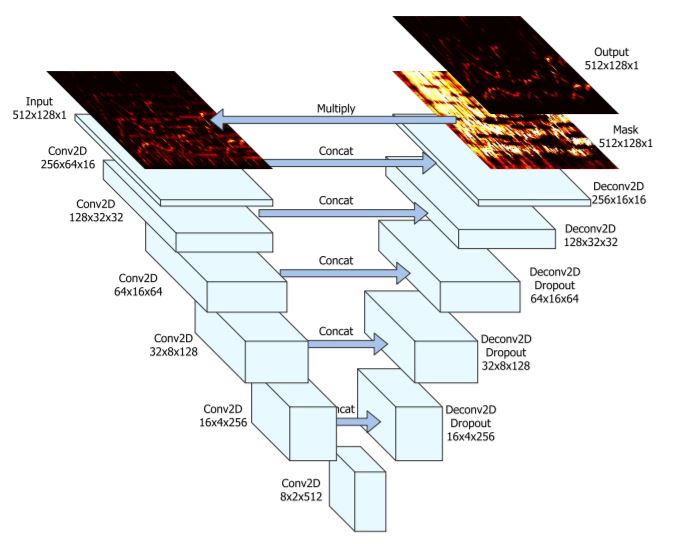 Output
512x128x1
Input
512x128x1
Multiply
Mask
512x128x1
Conv2D
256x64x16
Concat
Deconv2D
256x16x16
Conv2D
128x32x32
Concat
Deconv2D
128x32x32
Conv2D
64x16x64
Concat
Deconv2D
Dropout
64x16x64
Conv2D
32x8x128
Concat
Deconv2D
Dropout
32x8x128
Conv2D
16x4x256
cat
Deconv2D
Dropout
16x4x256
Conv2D
8x2x512